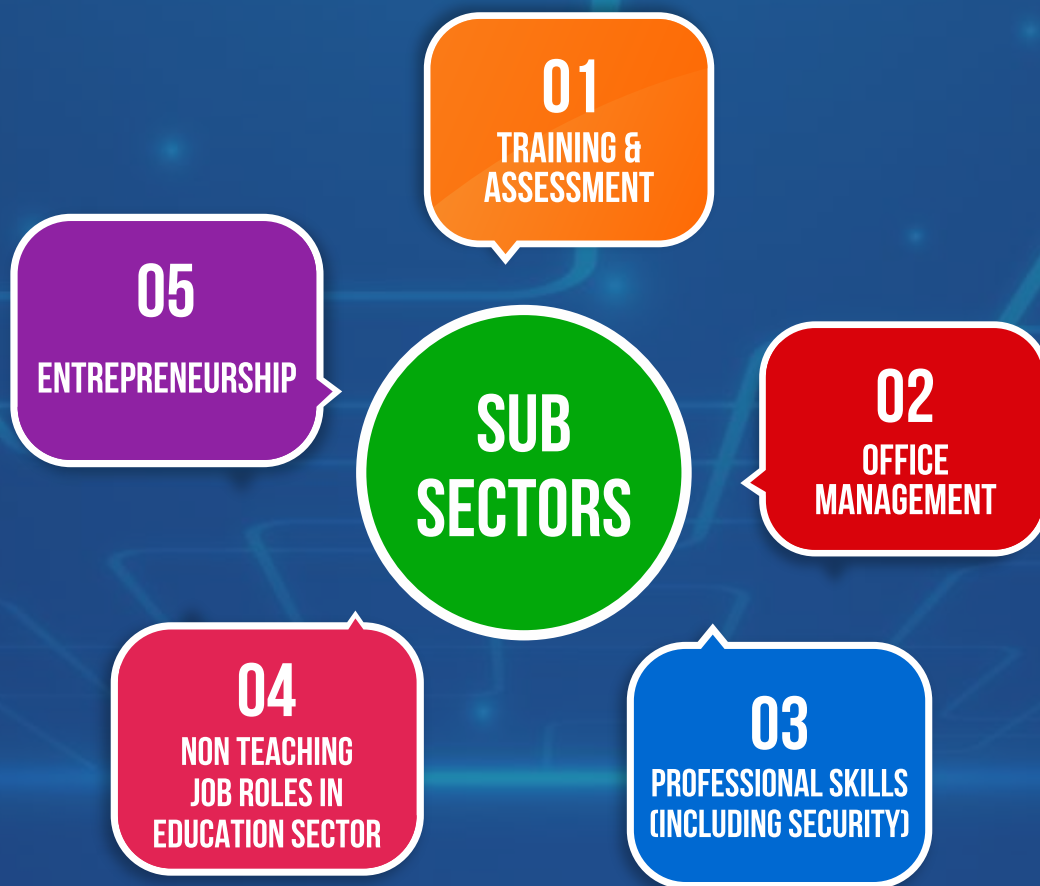 01
TRAINING &
ASSESSMENT
05
ENTREPRENEURSHIP
SUB
SECTORS
02
OFFICE
MANAGEMENT
04
NON TEACHING
JOB ROLES IN
EDUCATION SECTOR
03
PROFESSIONAL SKILLS
(INCLUDING SECURITY)